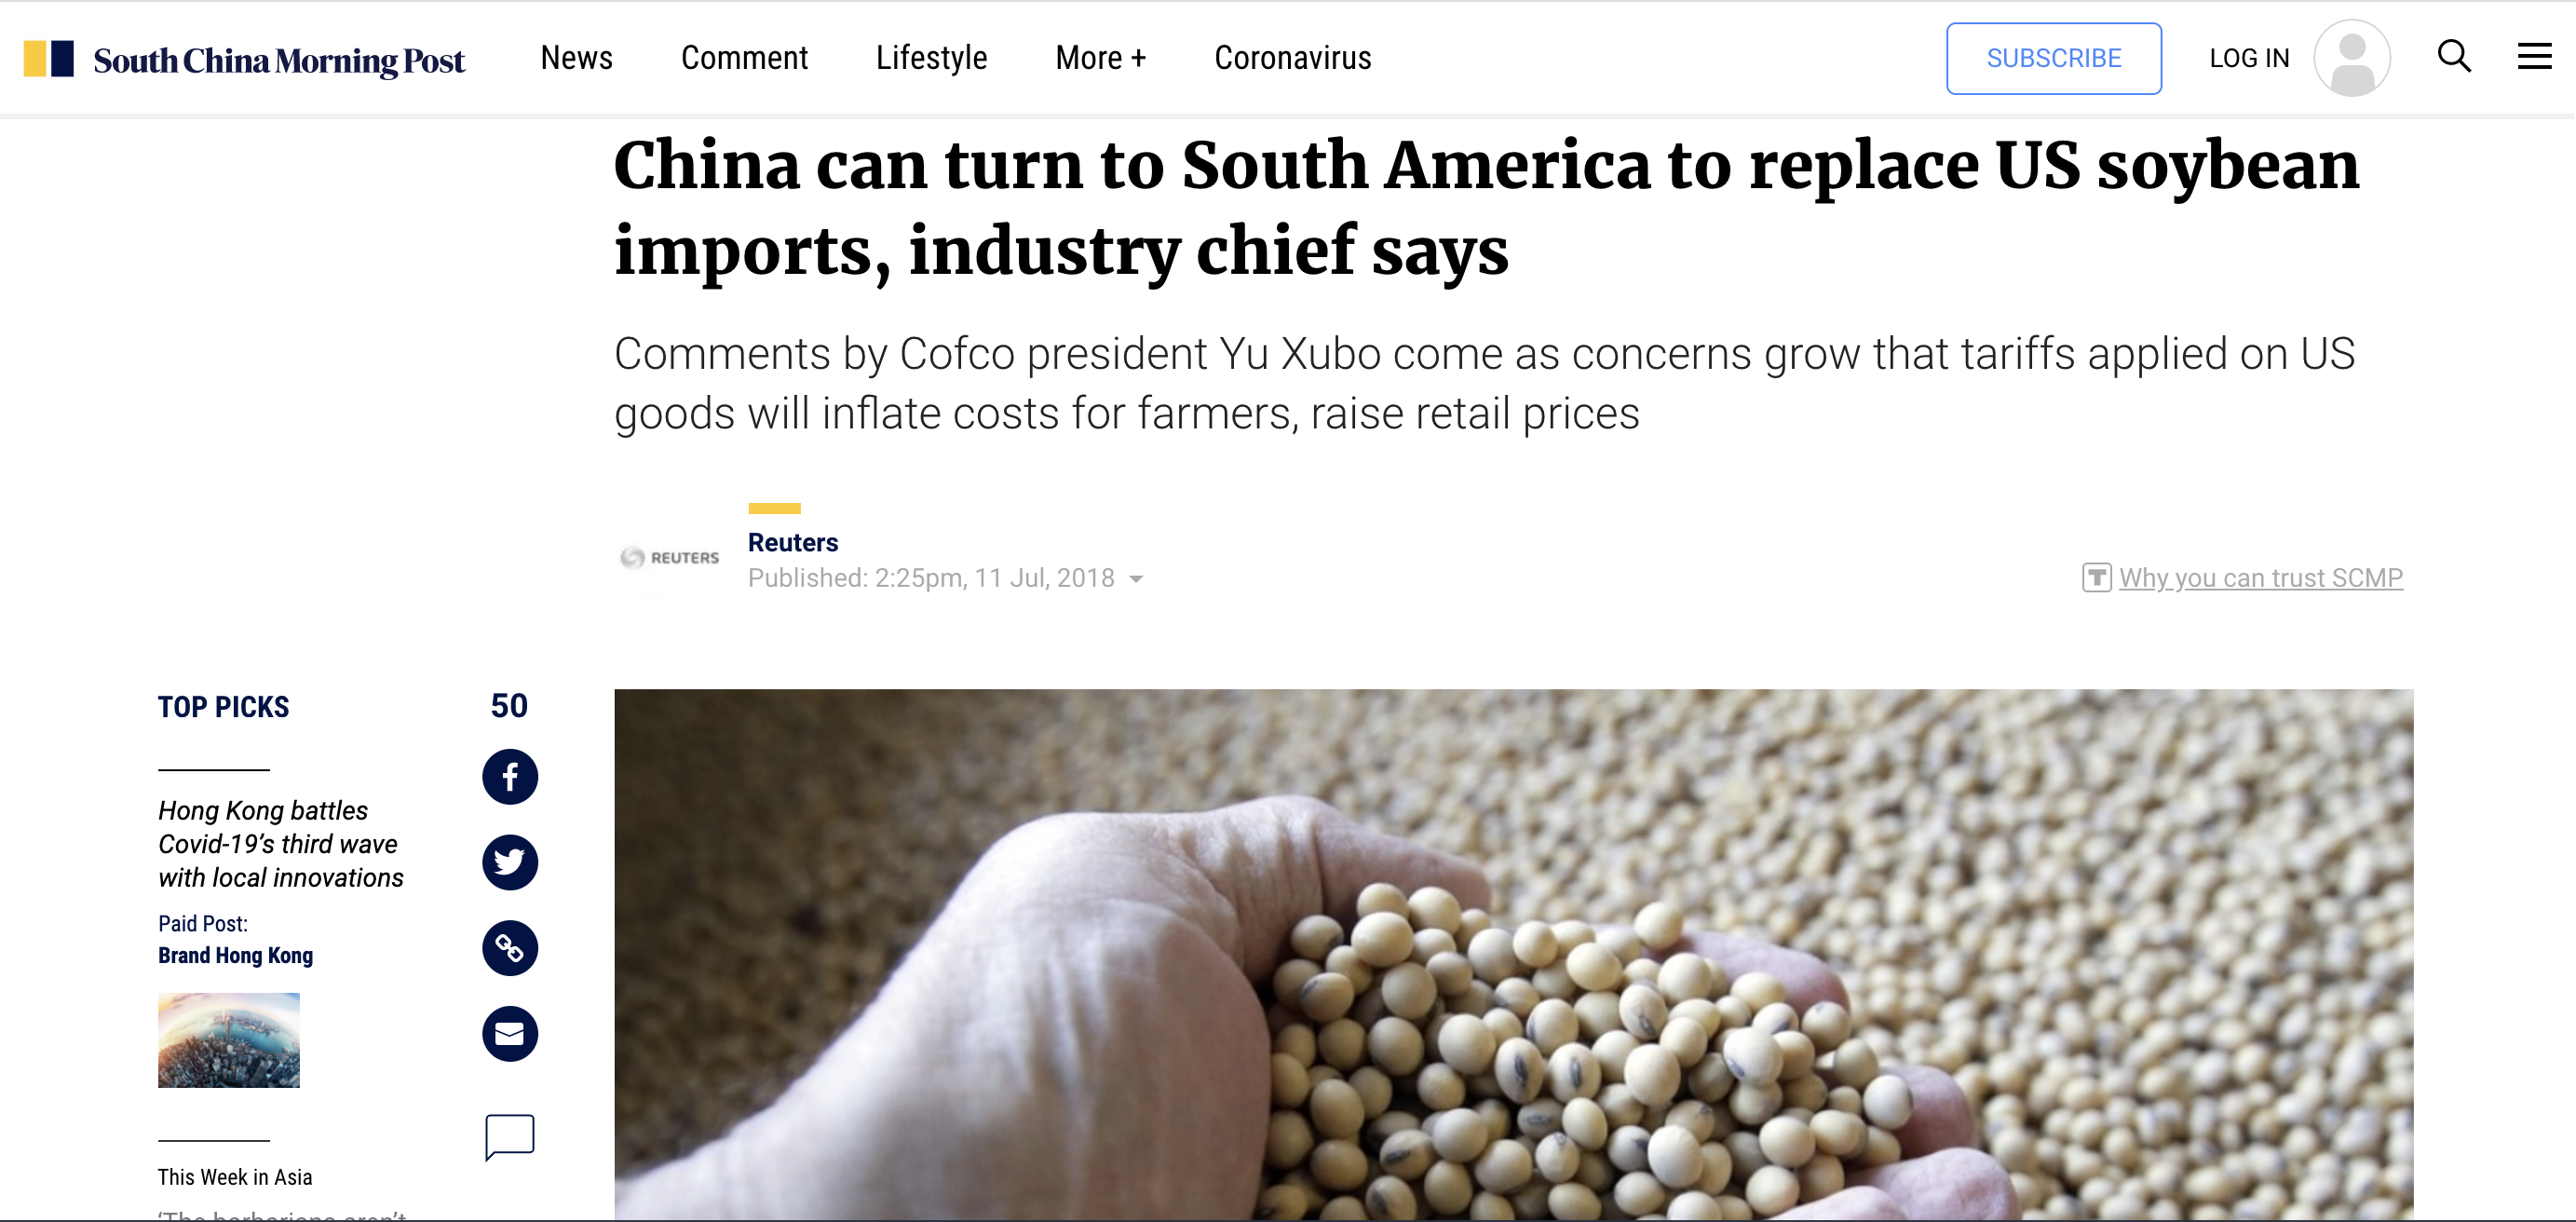 South China Morning Post
News
Comment
Lifestyle
More +
Coronavirus
SUBSCRIBE
LOG IN
China can turn to South America to replace US soybean
imports, industry chief says
Comments by Cofco president Yu Xubo come as concerns grow that tariffs applied on US
goods will inflate costs for farmers, raise retail prices
REUTERS
Reuters
Published: 2:25pm, 11 Jul, 2018
T Why you can trust SCMP
TOP PICKS
50
Hong Kong battles
Covid-19’s third wave
with local innovations
Paid Post:
Brand Hong Kong
This Week in Asia
‘The barbarians aren’t